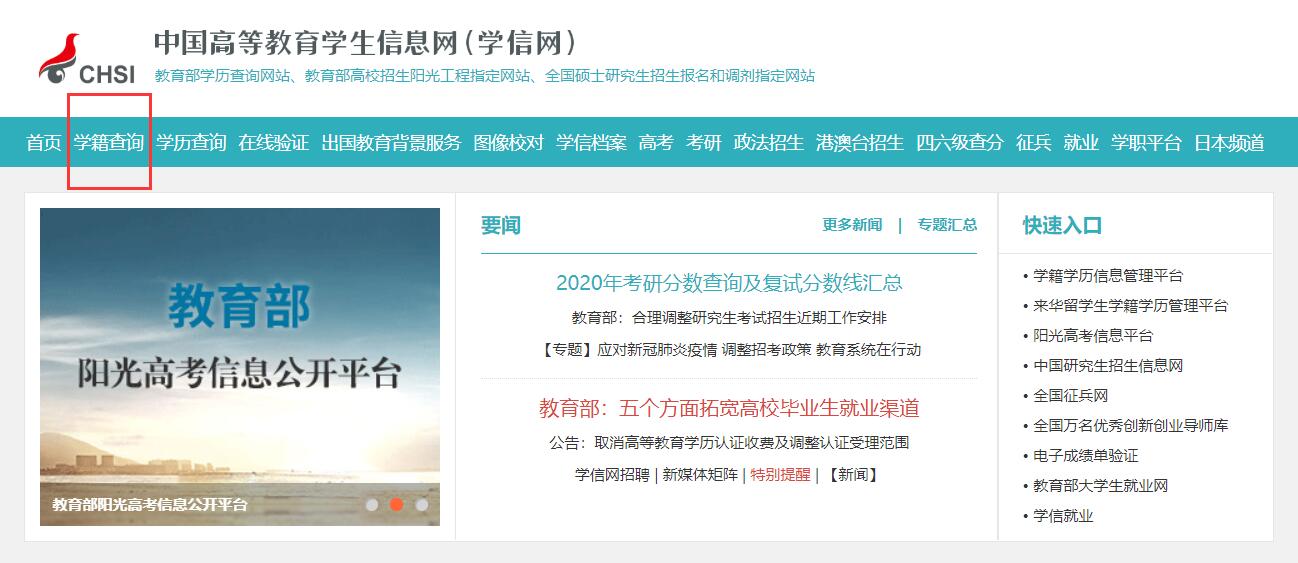 CHSI
中国高等教育学生信息网(学信网)
教育部学历查询网站、教育部高校招生阳光工程指定网站、全国硕士研究生招生报名和调剂指定网站
首页 学籍查询 学历查询 在线验证 出国教育背景服务 图像校对 学信档案 高考 考研 政法招生 港澳台招生 四六级查分 征兵 就业 学职平台 日本频道
教育部
阳光高考信息公开平台
教育部阳光高考信息公开平台
要闻 更多新闻 | 专题汇总
2020年考研分数查询及复试分数线汇总
教育部：合理调整研究生考试招生近期工作安排
【专题】应对新冠肺炎疫情 调整招考政策 教育系统在行动
教育部：五个方面拓宽高校毕业生就业渠道
公告：取消高等教育学历认证收费及调整认证受理范围
学信网招聘 | 新媒体矩阵 | 特别提醒 | 【新闻】
快速入口
• 学籍学历信息管理平台
• 来华留学生学籍学历管理平台
• 阳光高考信息平台
• 中国研究生招生信息网
• 全国征兵网
• 全国万名优秀创新创业导师库
• 电子成绩单验证
• 教育部大学生就业网
• 学信就业